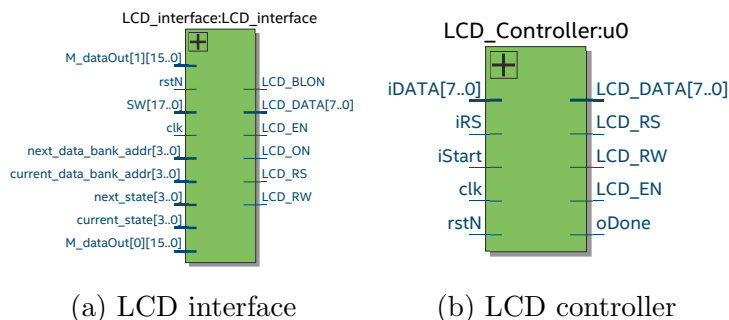 LCD_interface:LCD_interface
M_dataOut[1][15..0]
rstN
SW[17..0]
clk
next_data_bank_addr[3..0]
current_data_bank_addr[3..0]
next_state[3..0]
current_state[3..0]
M_dataOut[0][15..0]
LCD_BLON
LCD_DATA[7..0]
LCD_EN
LCD_ON
LCD_RS
LCD_RW
(a) LCD interface
LCD_Controller:u0
iDATA[7..0]
iRS
iStart
clk
rstN
LCD_DATA[7..0]
LCD_RS
LCD_RW
LCD_EN
oDone
(b) LCD controller